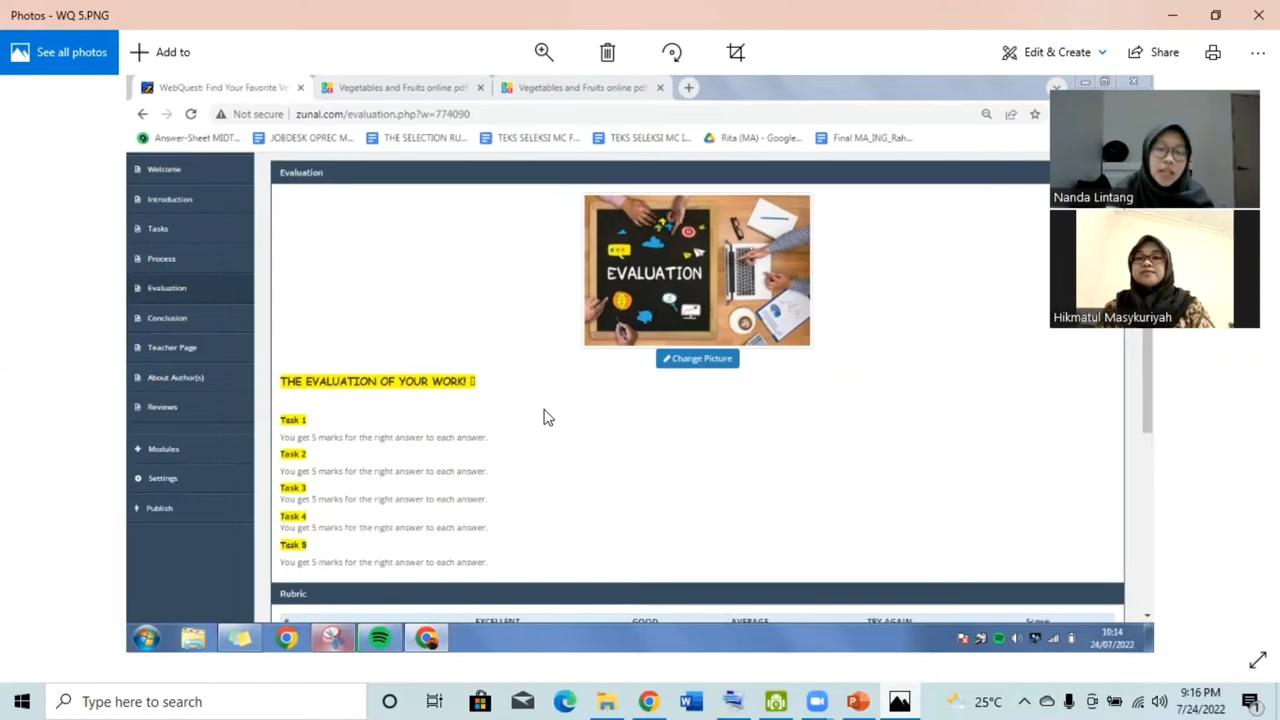 Photos - WQ 5.PNG
See all photos
Add to
Edit & Create
Share
WebQuest: Find Your Favorite Ve
Vegetables and Fruits online pdf
Vegetables and Fruits online pdf
Not secure
zunal.com/evaluation.php?w=774090
Answer-Sheet MIDT...
JOBDESK OPREC M...
THE SELECTION RU...
TEKS SELEKSI MC F...
TEKS SELEKSI MC I...
Rita (MA) - Google...
Final MA_ING_Rah...
Welcome
Introduction
Tasks
Process
Evaluation
Conclusion
Teacher Page
About Author(s)
Reviews
Modules
Settings
Publish
Evaluation
EVALUATION
Change Picture
THE EVALUATION OF YOUR WORK!
Task 1
You get 5 marks for the right answer to each answer.
Task 2
You get 5 marks for the right answer to each answer.
Task 3
You get 5 marks for the right answer to each answer.
Task 4
You get 5 marks for the right answer to each answer.
Task 5
You get 5 marks for the right answer to each answer.
Rubric
# EXCELLENT GOOD AVERAGE TRY AGAIN Score
Nanda Lintang
Hikmatul Masykuriyah
10:14
24/07/2022
Type here to search
25°C
9:16 PM
7/24/2022
1